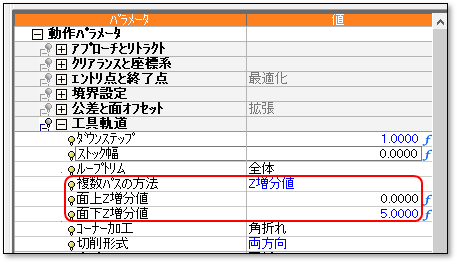 パラメータ 値
動作パラメータ
アプローチとリトラクト
クリアランスと座標系
エントリ点と終了点 最適化
境界設定
公差と面オフセット 拡張
工具軌道
ダウンステップ 1.0000 f
ストック幅 0.0000 f
ループトリム 全体
複数パスの方法 Z増分値
面上Z増分値 0.0000 f
面下Z増分値 5.0000 f
コーナー加工 角折れ
切削形式 両方向